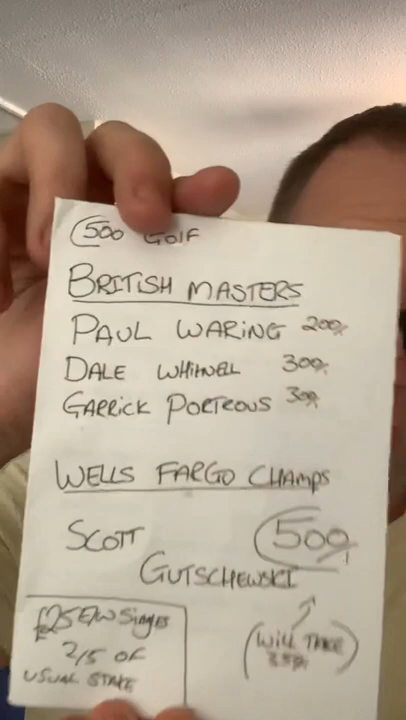 500 GOLF
BRITISH MASTERS
PAUL WARING 200/1
DALE WHITNELL 300/1
GARRICK PORTEOUS 300/1
WELLS FARGO CHAMPS
SCOTT 500/1
GUTSCHEWSKI
£25 E/W Singles
2/5 OF
USUAL STAKE
(WILL TAKE
350/1)